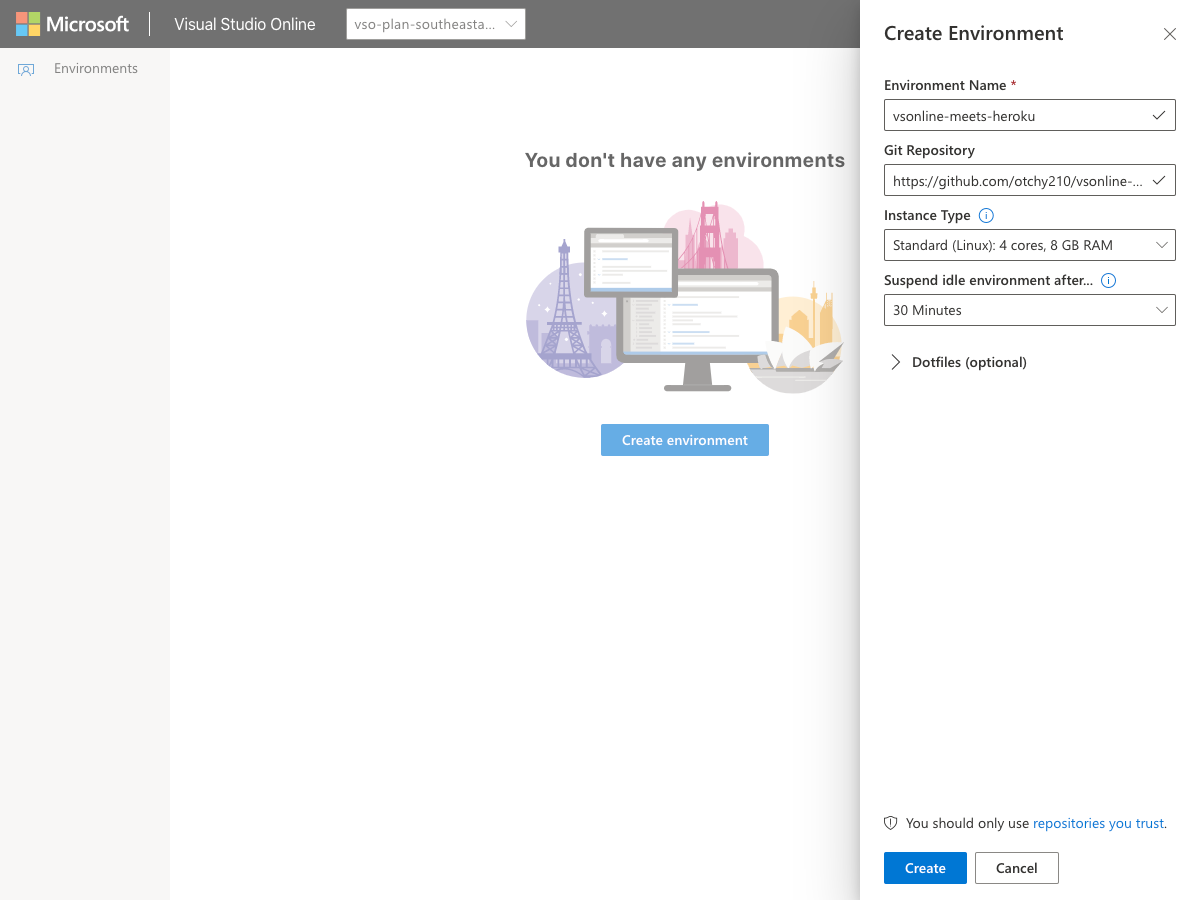 Microsoft
Visual Studio Online
vso-plan-southeasta...
Environments
You don't have any environments
Create environment
Create Environment
Environment Name *
vsonline-meets-heroku
Git Repository
https://github.com/otchy210/vsonline-...
Instance Type
Standard (Linux): 4 cores, 8 GB RAM
Suspend idle environment after...
30 Minutes
Dotfiles (optional)
You should only use repositories you trust.
Create
Cancel